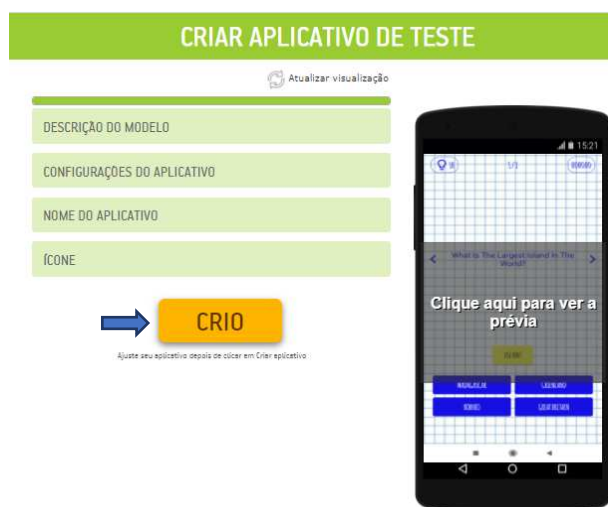 CRIAR APLICATIVO DE TESTE
Atualizar visualização
DESCRIÇÃO DO MODELO
CONFIGURAÇÕES DO APLICATIVO
NOME DO APLICATIVO
ÍCONE
CRIO
Ajuste seu aplicativo depois de clicar em Criar aplicativo
15:21
1/3
What Is The Largest Island In The
World?
Clique aqui para ver a
prévia